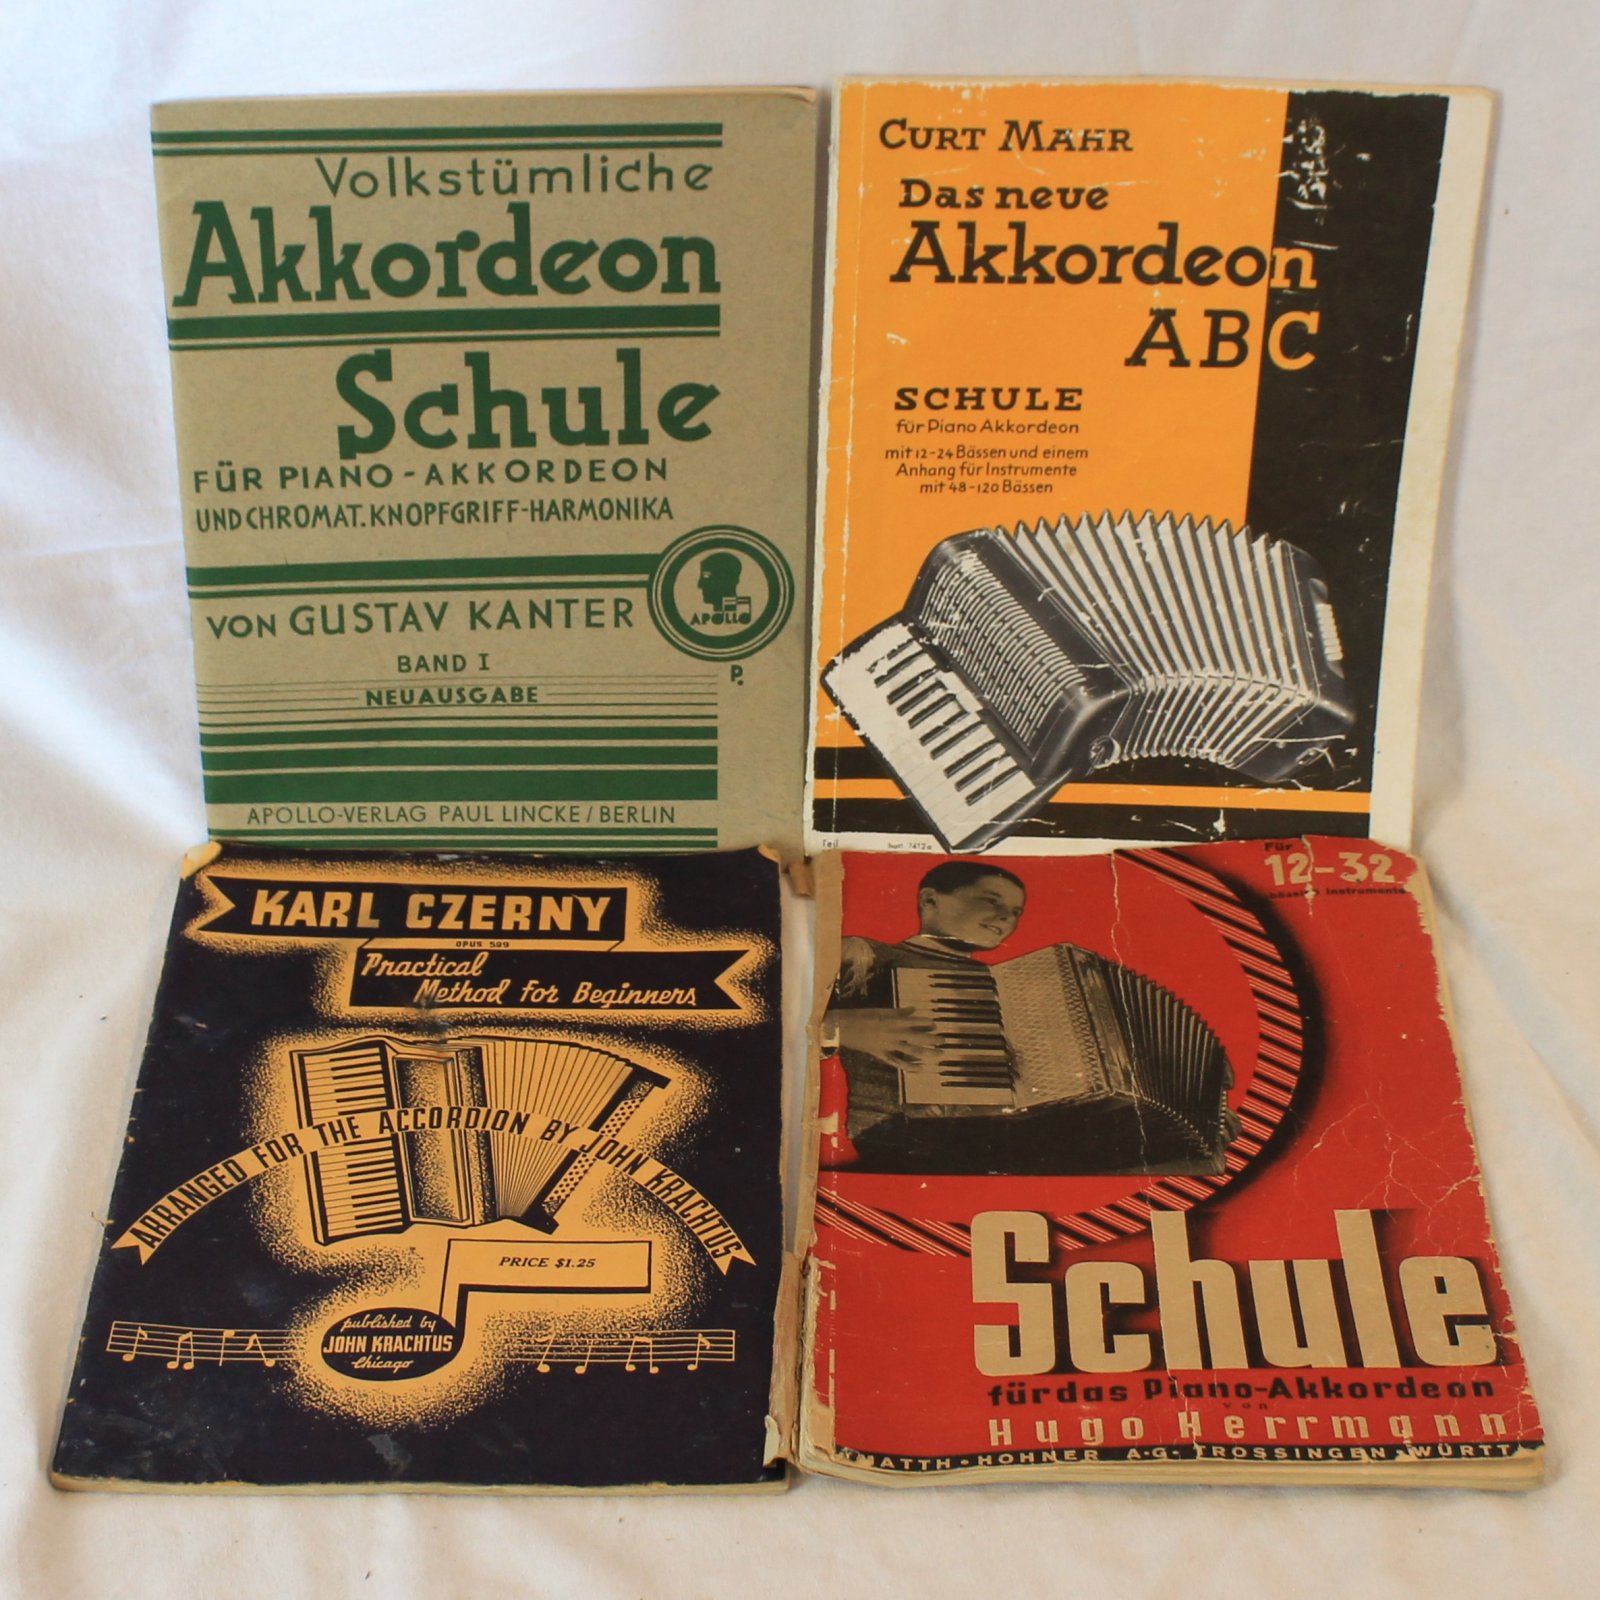 Volkstümliche
Akkordeon
Schule
FÜR PIANO-AKKORDEON
UND CHROMAT. KNOPFGRIFF-HARMONIKA
VON GUSTAV KANTER
APOLLO
BAND I
P.
NEUAUSGABE
APOLLO-VERLAG PAUL LINCKE / BERLIN
CURT MAHR
Das neue
Akkordeon
ABC
SCHULE
für Piano Akkordeon
mit 12-24 Bässen und einem
Anhang für Instrumente
mit 48-120 Bässen
Teil
KARL CZERNY
OPUS 599
Practical
Method for Beginners
ARRANGED FOR THE ACCORDION BY JOHN KRACHTUS
PRICE $1.25
published by
JOHN KRACHTUS
Chicago
Für
12-32
Instrumente
Schule
für das Piano-Akkordeon
von
Hugo Herrmann
MATTH · HOHNER A·G· TROSSINGEN · WÜRTT